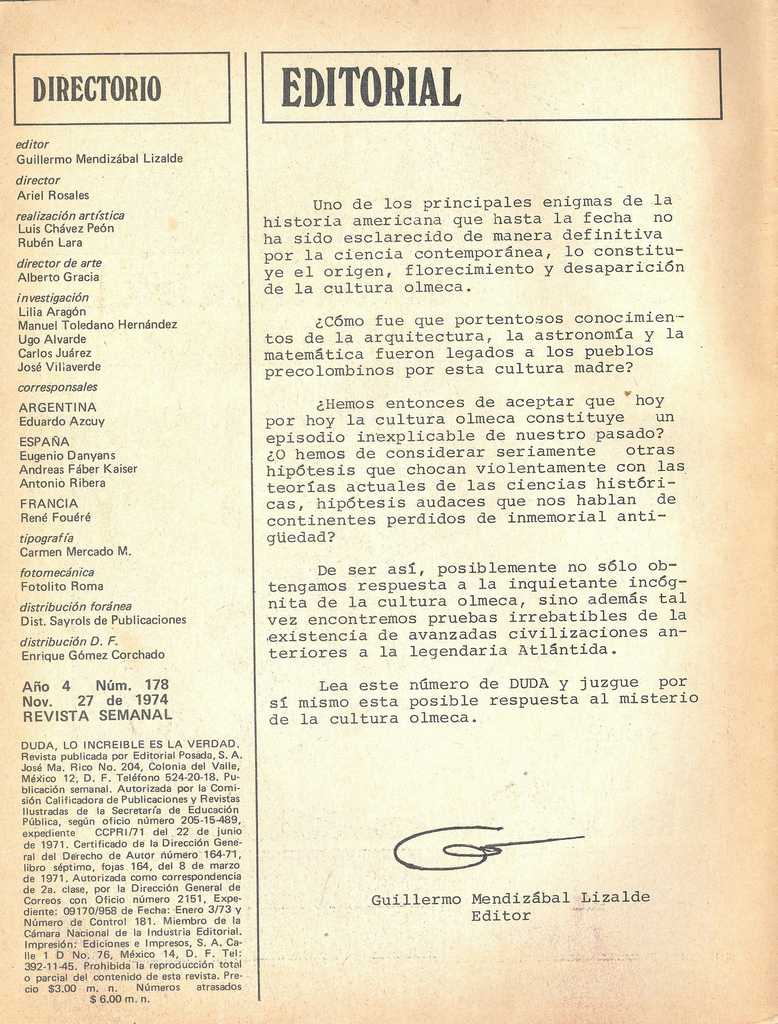 DIRECTORIO
editor
Guillermo Mendizábal Lizalde
director
Ariel Rosales
realización artística
Luis Chávez Peón
Rubén Lara
director de arte
Alberto Gracia
investigación
Lilia Aragón
Manuel Toledano Hernández
Ugo Alvarde
Carlos Juárez
José Villaverde
corresponsales
ARGENTINA
Eduardo Azcuy
ESPAÑA
Eugenio Danyans
Andreas Fáber Kaiser
Antonio Ribera
FRANCIA
René Fouéré
tipografía
Carmen Mercado M.
fotomecánica
Fotolito Roma
distribución foránea
Dist. Sayrols de Publicaciones
distribución D. F.
Enrique Gómez Corchado
Año 4 Núm. 178
Nov. 27 de 1974
REVISTA SEMANAL
DUDA, LO INCREIBLE ES LA VERDAD.
Revista publicada por Editorial Posada, S. A.
José Ma. Rico No. 204, Colonia del Valle,
México 12, D. F. Teléfono 524-20-18. Pu-
blicación semanal. Autorizada por la Comi-
sión Calificadora de Publicaciones y Revistas
Ilustradas de la Secretaría de Educación
Pública, según oficio número 205-15-489,
expediente CCPRI/71 del 22 de junio
de 1971. Certificado de la Dirección Gene-
ral del Derecho de Autor número 164-71,
libro séptimo, fojas 164, del 8 de marzo
de 1971. Autorizada como correspondencia
de 2a. clase, por la Dirección General de
Correos con Oficio número 2151, Expe-
diente: 09170/958 de Fecha: Enero 3/73 y
Número de Control 181. Miembro de la
Cámara Nacional de la Industria Editorial.
Impresión: Ediciones e Impresos, S. A. Ca-
lle 1 D No. 76, México 14, D. F. Tel:
392-11-45. Prohibida la reproducción total
o parcial del contenido de esta revista. Pre-
cio $3.00 m. n. Números atrasados
$ 6.00 m. n.
EDITORIAL
Uno de los principales enigmas de la
historia americana que hasta la fecha no
ha sido esclarecido de manera definitiva
por la ciencia contemporánea, lo constitu-
ye el origen, florecimiento y desaparición
de la cultura olmeca.
¿Cómo fue que portentosos conocimien-
tos de la arquitectura, la astronomía y la
matemática fueron legados a los pueblos
precolombinos por esta cultura madre?
¿Hemos entonces de aceptar que hoy
por hoy la cultura olmeca constituye un
episodio inexplicable de nuestro pasado?
¿O hemos de considerar seriamente otras
hipótesis que chocan violentamente con las
teorías actuales de las ciencias históri-
cas, hipótesis audaces que nos hablan de
continentes perdidos de inmemorial anti-
güedad?
De ser así, posiblemente no sólo ob-
tengamos respuesta a la inquietante incóg-
nita de la cultura olmeca, sino además tal
vez encontremos pruebas irrebatibles de la
existencia de avanzadas civilizaciones an-
teriores a la legendaria Atlántida.
Lea este número de DUDA y juzgue por
sí mismo esta posible respuesta al misterio
de la cultura olmeca.
Guillermo Mendizábal Lizalde
Editor